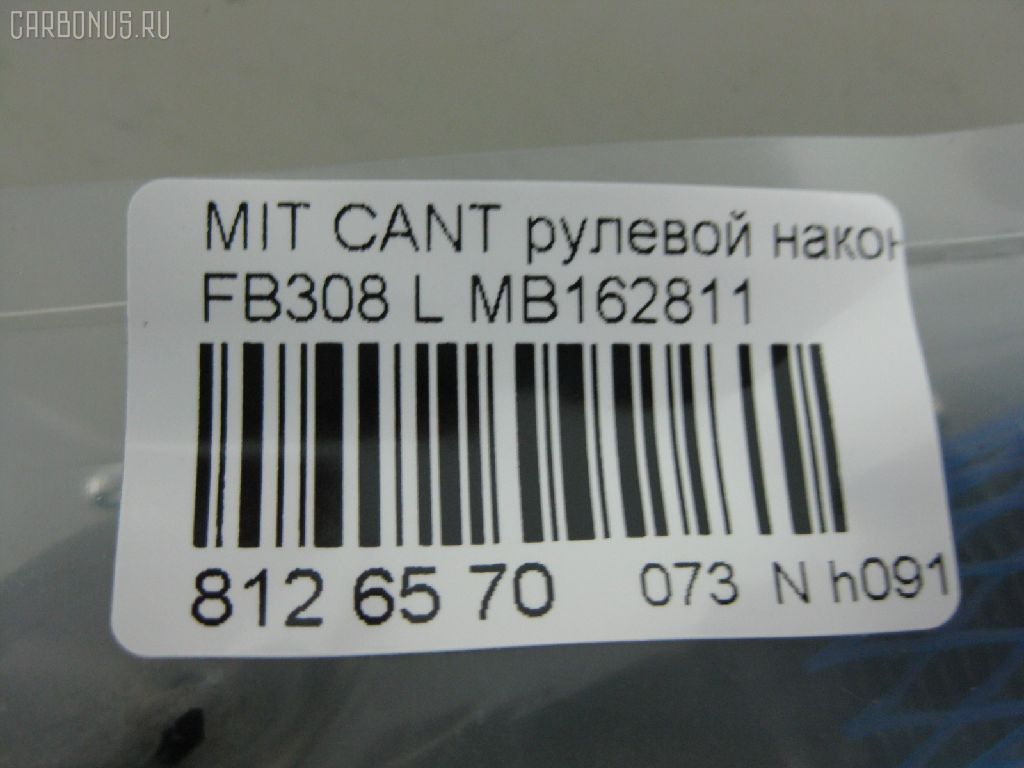 CARBONUS.RU
MIT CANT рулевой након
FB308 L MB162811
812 65 70 073 N h091